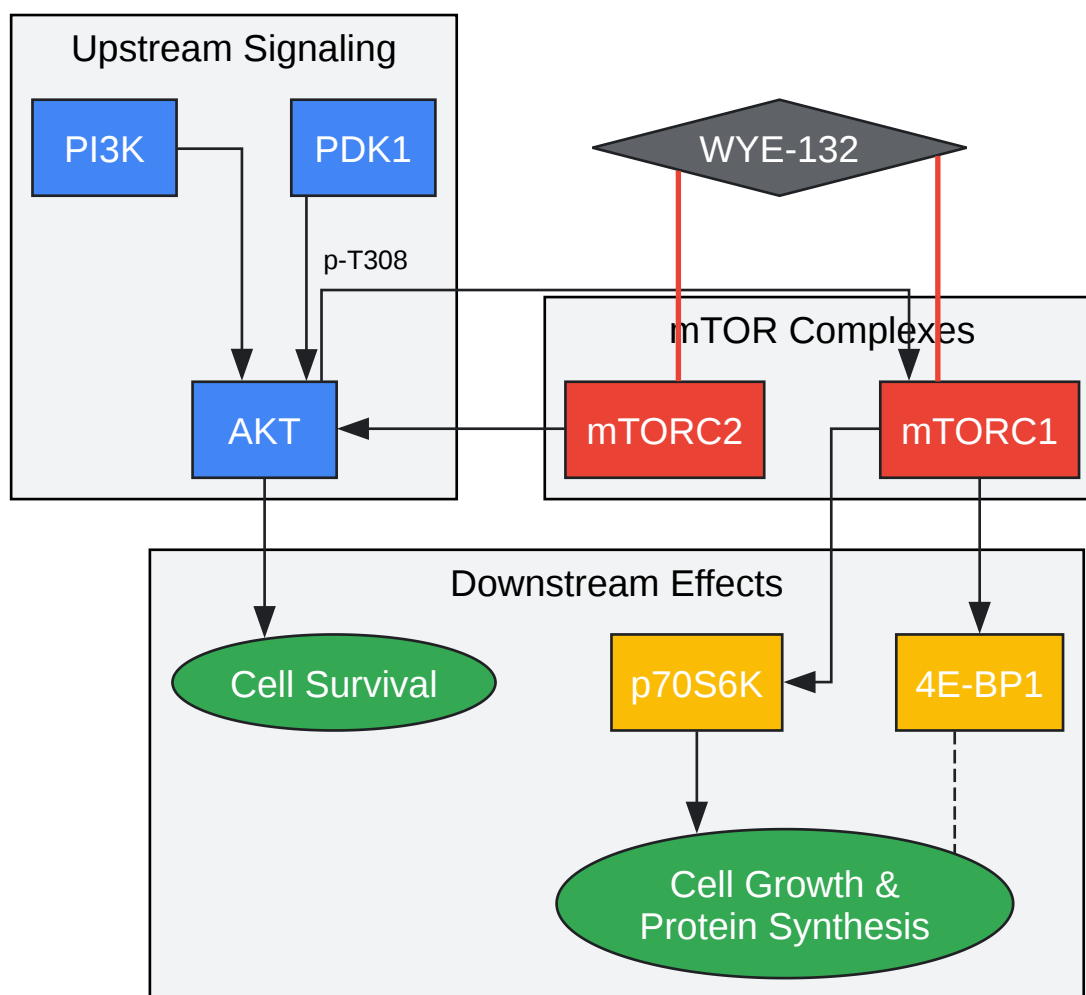 Upstream Signaling
PI3K
PDK1
WYE-132
p-T308
mTOR Complexes
AKT
mTORC2
mTORC1
Downstream Effects
Cell Survival
p70S6K
4E-BP1
Cell Growth &
Protein Synthesis